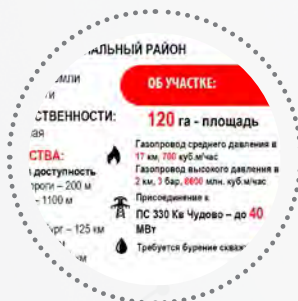 АЛЬНЫЙ РАЙОН
ОБ УЧАСТКЕ:
СТВЕННОСТИ:
120 га - площадь
СТВА:
Газопровод среднего давления в
17 км, 700 куб.м/час
доступность
Газопровод высокого давления в
роги – 200 м
2 км, 3 бар, 6600 млн. куб.м/час
– 1100 м
Присоединение к
ПС 330 Кв Чудово – до 40
МВт
ург – 125 км
Требуется бурение
км